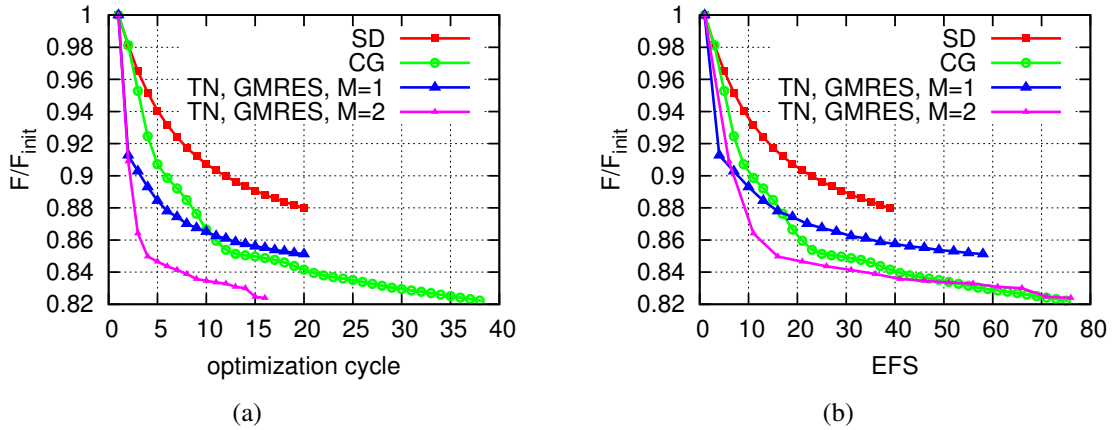 1
0.98
0.96
0.94
0.92
0.9
0.88
0.86
0.84
0.82
F/F_init
SD
CG
TN, GMRES, M=1
TN, GMRES, M=2
0 5 10 15 20 25 30 35 40
optimization cycle
(a)
1
0.98
0.96
0.94
0.92
0.9
0.88
0.86
0.84
0.82
F/F_init
SD
CG
TN, GMRES, M=1
TN, GMRES, M=2
0 10 20 30 40 50 60 70 80
EFS
(b)